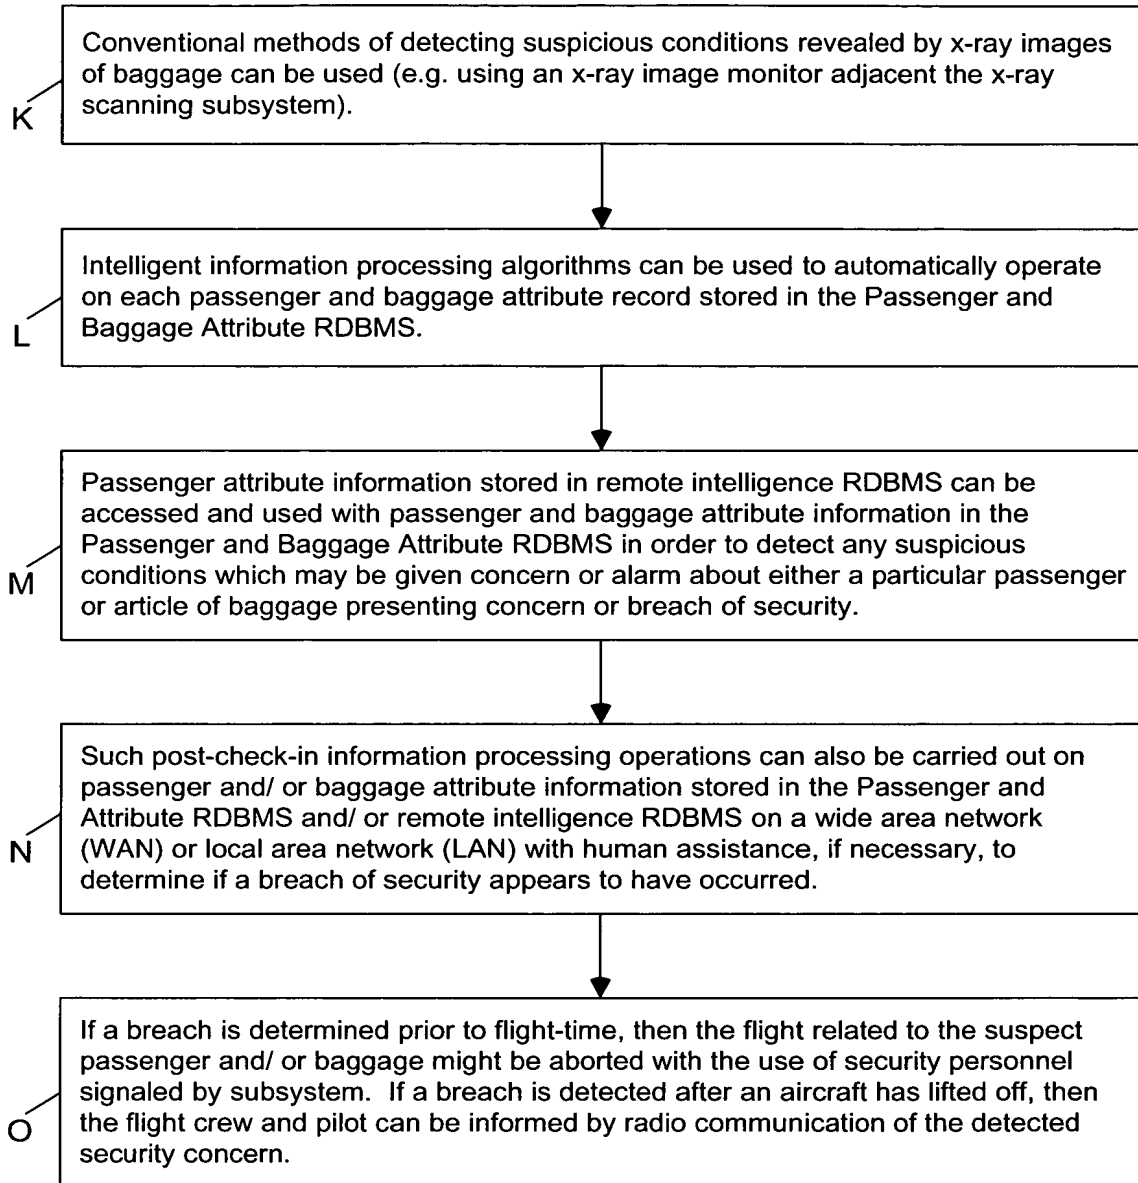 Conventional methods of detecting suspicious conditions revealed by x-ray images
of baggage can be used (e.g. using an x-ray image monitor adjacent the x-ray
scanning subsystem).
K
Intelligent information processing algorithms can be used to automatically operate
on each passenger and baggage attribute record stored in the Passenger and
Baggage Attribute RDBMS.
L
Passenger attribute information stored in remote intelligence RDBMS can be
accessed and used with passenger and baggage attribute information in the
Passenger and Baggage Attribute RDBMS in order to detect any suspicious
conditions which may be given concern or alarm about either a particular passenger
or article of baggage presenting concern or breach of security.
M
Such post-check-in information processing operations can also be carried out on
passenger and/ or baggage attribute information stored in the Passenger and
Attribute RDBMS and/ or remote intelligence RDBMS on a wide area network
(WAN) or local area network (LAN) with human assistance, if necessary, to
determine if a breach of security appears to have occurred.
N
If a breach is determined prior to flight-time, then the flight related to the suspect
passenger and/ or baggage might be aborted with the use of security personnel
signaled by subsystem.  If a breach is detected after an aircraft has lifted off, then
the flight crew and pilot can be informed by radio communication of the detected
security concern.
O